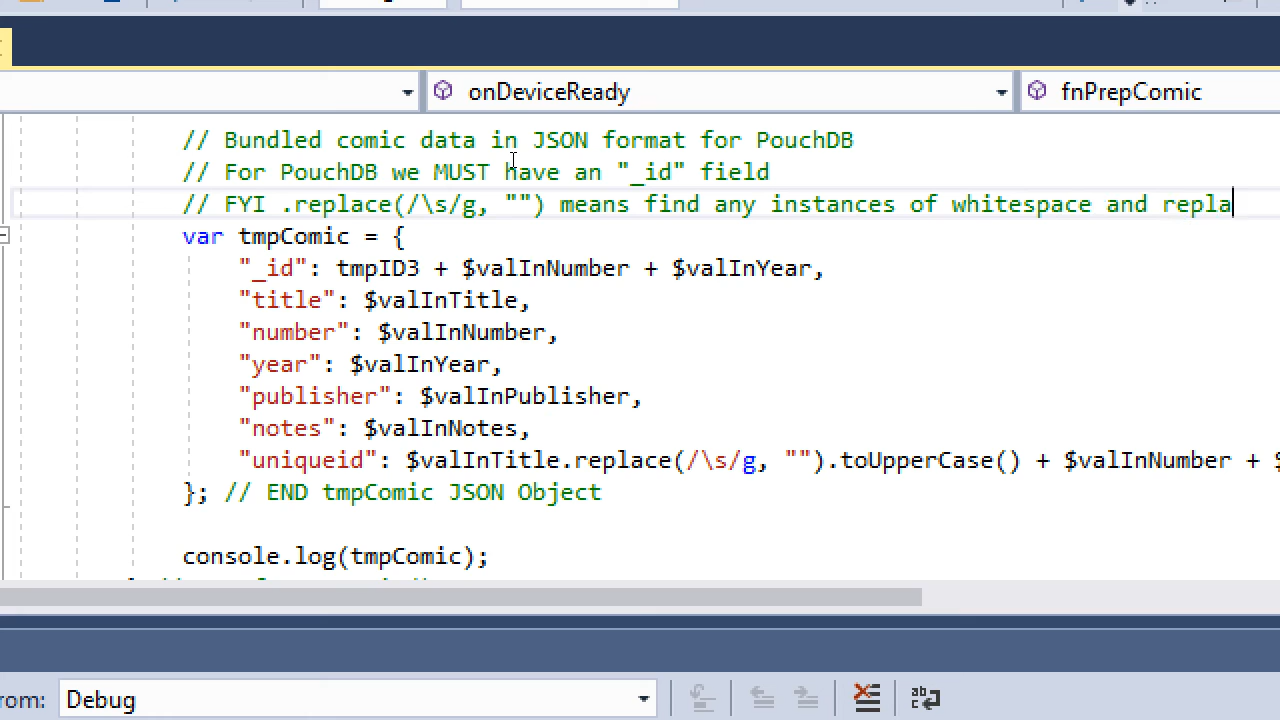 onDeviceReady
fnPrepComic
// Bundled comic data in JSON format for PouchDB
// For PouchDB we MUST have an "_id" field
// FYI .replace(/\s/g, "") means find any instances of whitespace and repla
var tmpComic = {
"_id": tmpID3 + $valInNumber + $valInYear,
"title": $valInTitle,
"number": $valInNumber,
"year": $valInYear,
"publisher": $valInPublisher,
"notes": $valInNotes,
"uniqueid": $valInTitle.replace(/\s/g, "").toUpperCase() + $valInNumber + $
}; // END tmpComic JSON Object
console.log(tmpComic);
rom: Debug